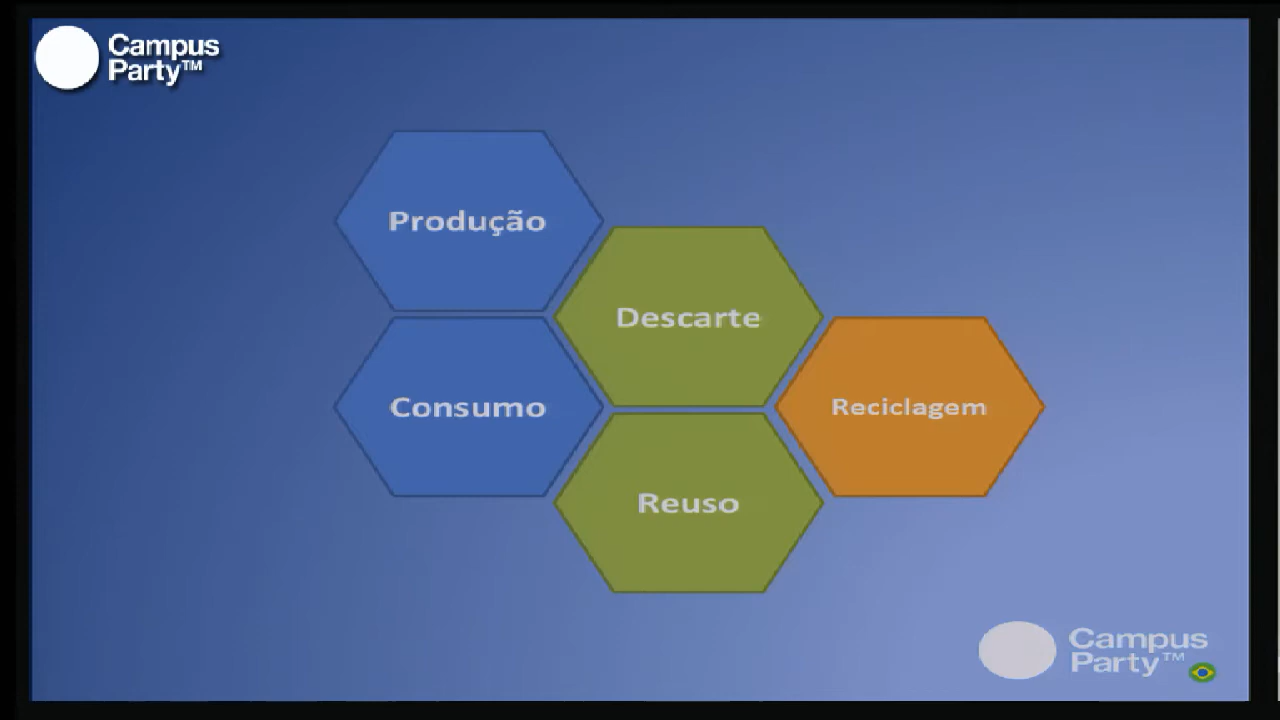 Campus
Party™
Produção
Descarte
Consumo
Reciclagem
Reuso
Campus
Party™